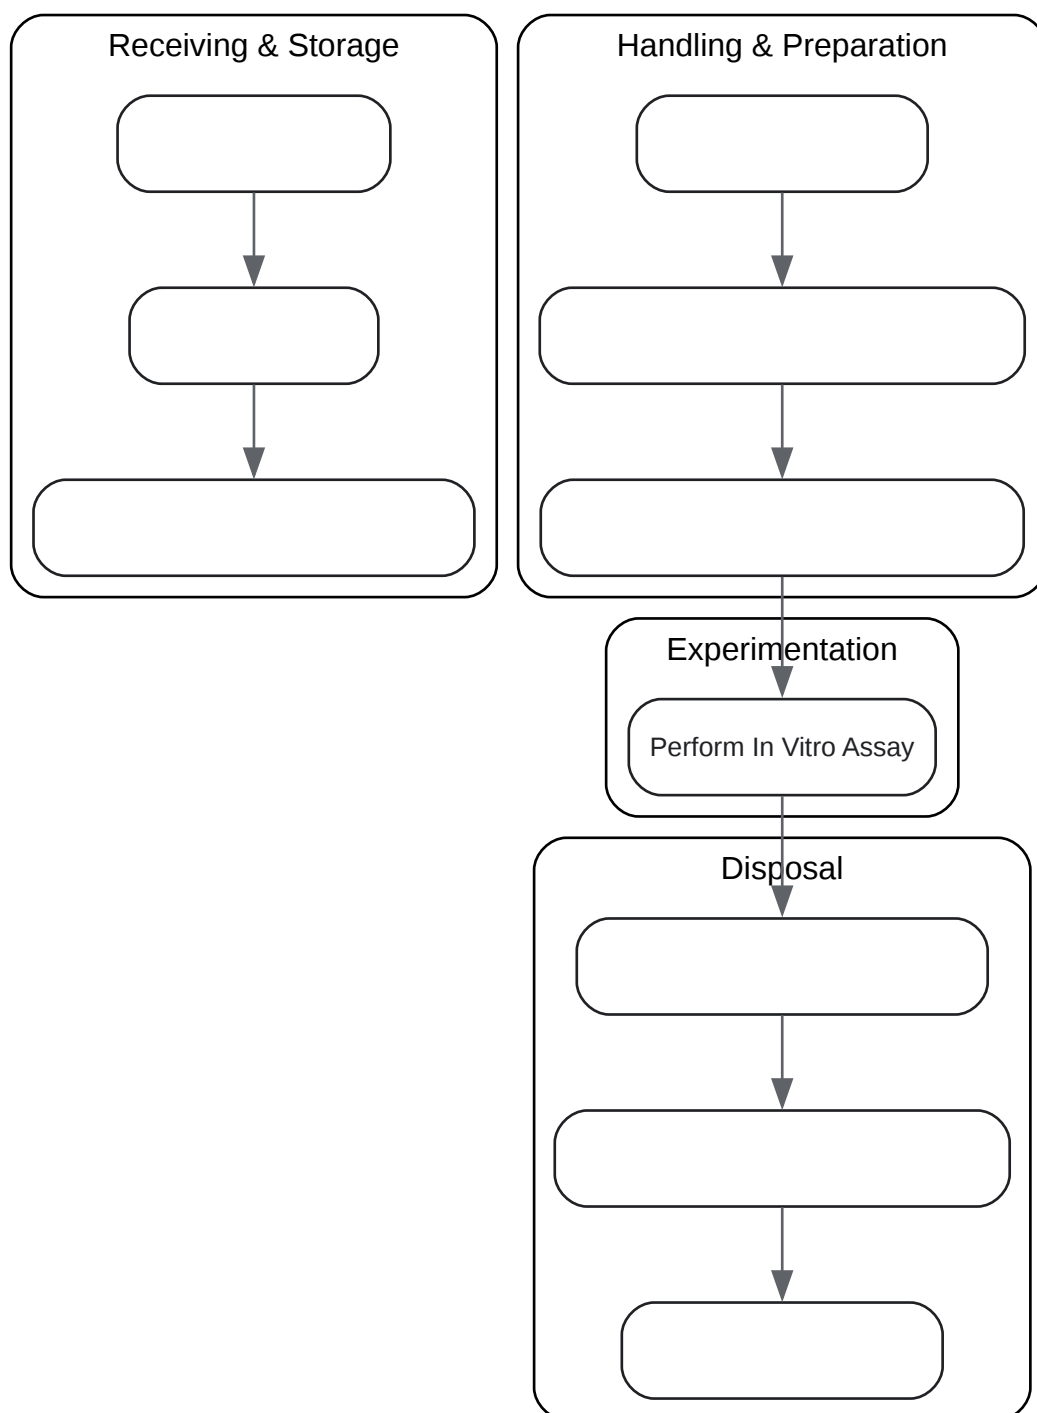 Receiving & Storage
Handling & Preparation
Experimentation
Perform In Vitro Assay
Disposal